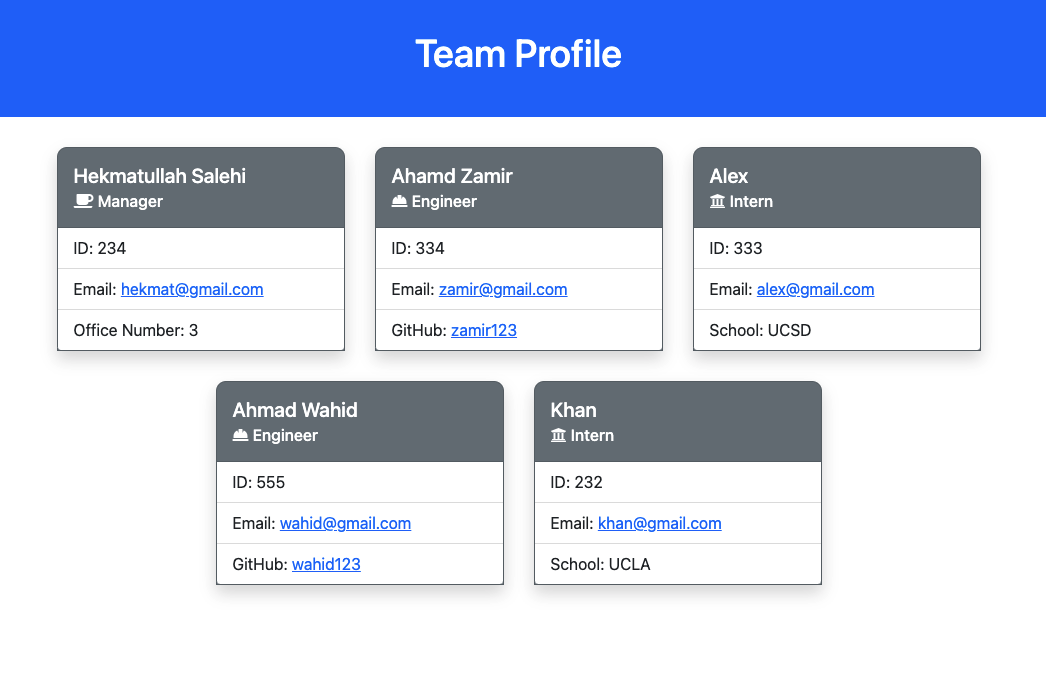 Team Profile
Hekmatullah Salehi
Manager
ID: 234
Email: hekmat@gmail.com
Office Number: 3
Ahamd Zamir
Engineer
ID: 334
Email: zamir@gmail.com
GitHub: zamir123
Alex
Intern
ID: 333
Email: alex@gmail.com
School: UCSD
Ahmad Wahid
Engineer
ID: 555
Email: wahid@gmail.com
GitHub: wahid123
Khan
Intern
ID: 232
Email: khan@gmail.com
School: UCLA